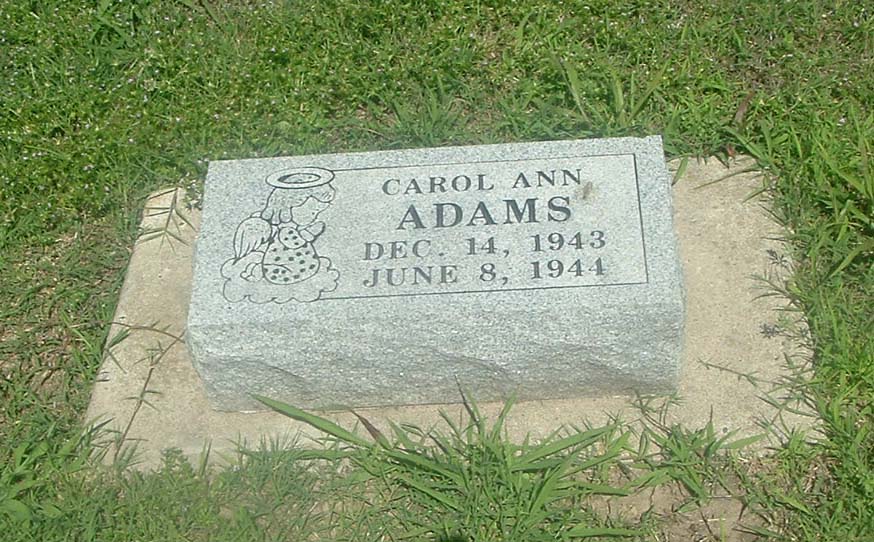 CAROL ANN
ADAMS
DEC. 14, 1943
JUNE 8, 1944